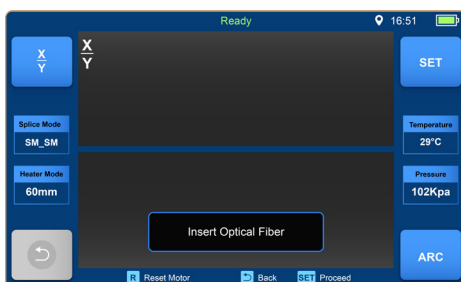 Ready
16:51
X
Y
X
Y
SET
Splice Mode
SM_SM
Temperature
29°C
Heater Mode
60mm
Pressure
102Kpa
Insert Optical Fiber
ARC
R Reset Motor
Back
SET Proceed